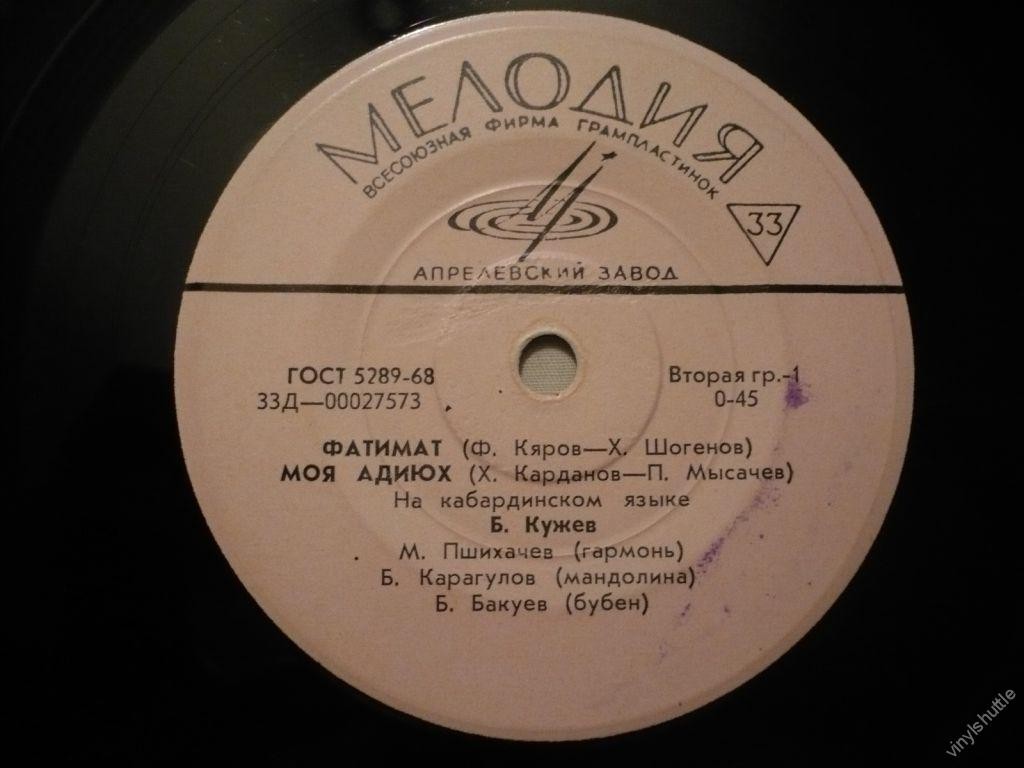 МЕЛОДИЯ
ВСЕСОЮЗНАЯ ФИРМА ГРАМПЛАСТИНОК
33
АПРЕЛЕВСКИЙ ЗАВОД
ГОСТ 5289-68
Вторая гр.-1
33Д—00027573
0-45
ФАТИМАТ (Ф. Кяров—Х. Шогенов)
МОЯ АДИЮХ (Х. Карданов—П. Мысачев)
На кабардинском языке
Б. Кужев
М. Пшихачев (гармонь)
Б. Карагулов (мандолина)
Б. Бакуев (бубен)
vinylshuttle